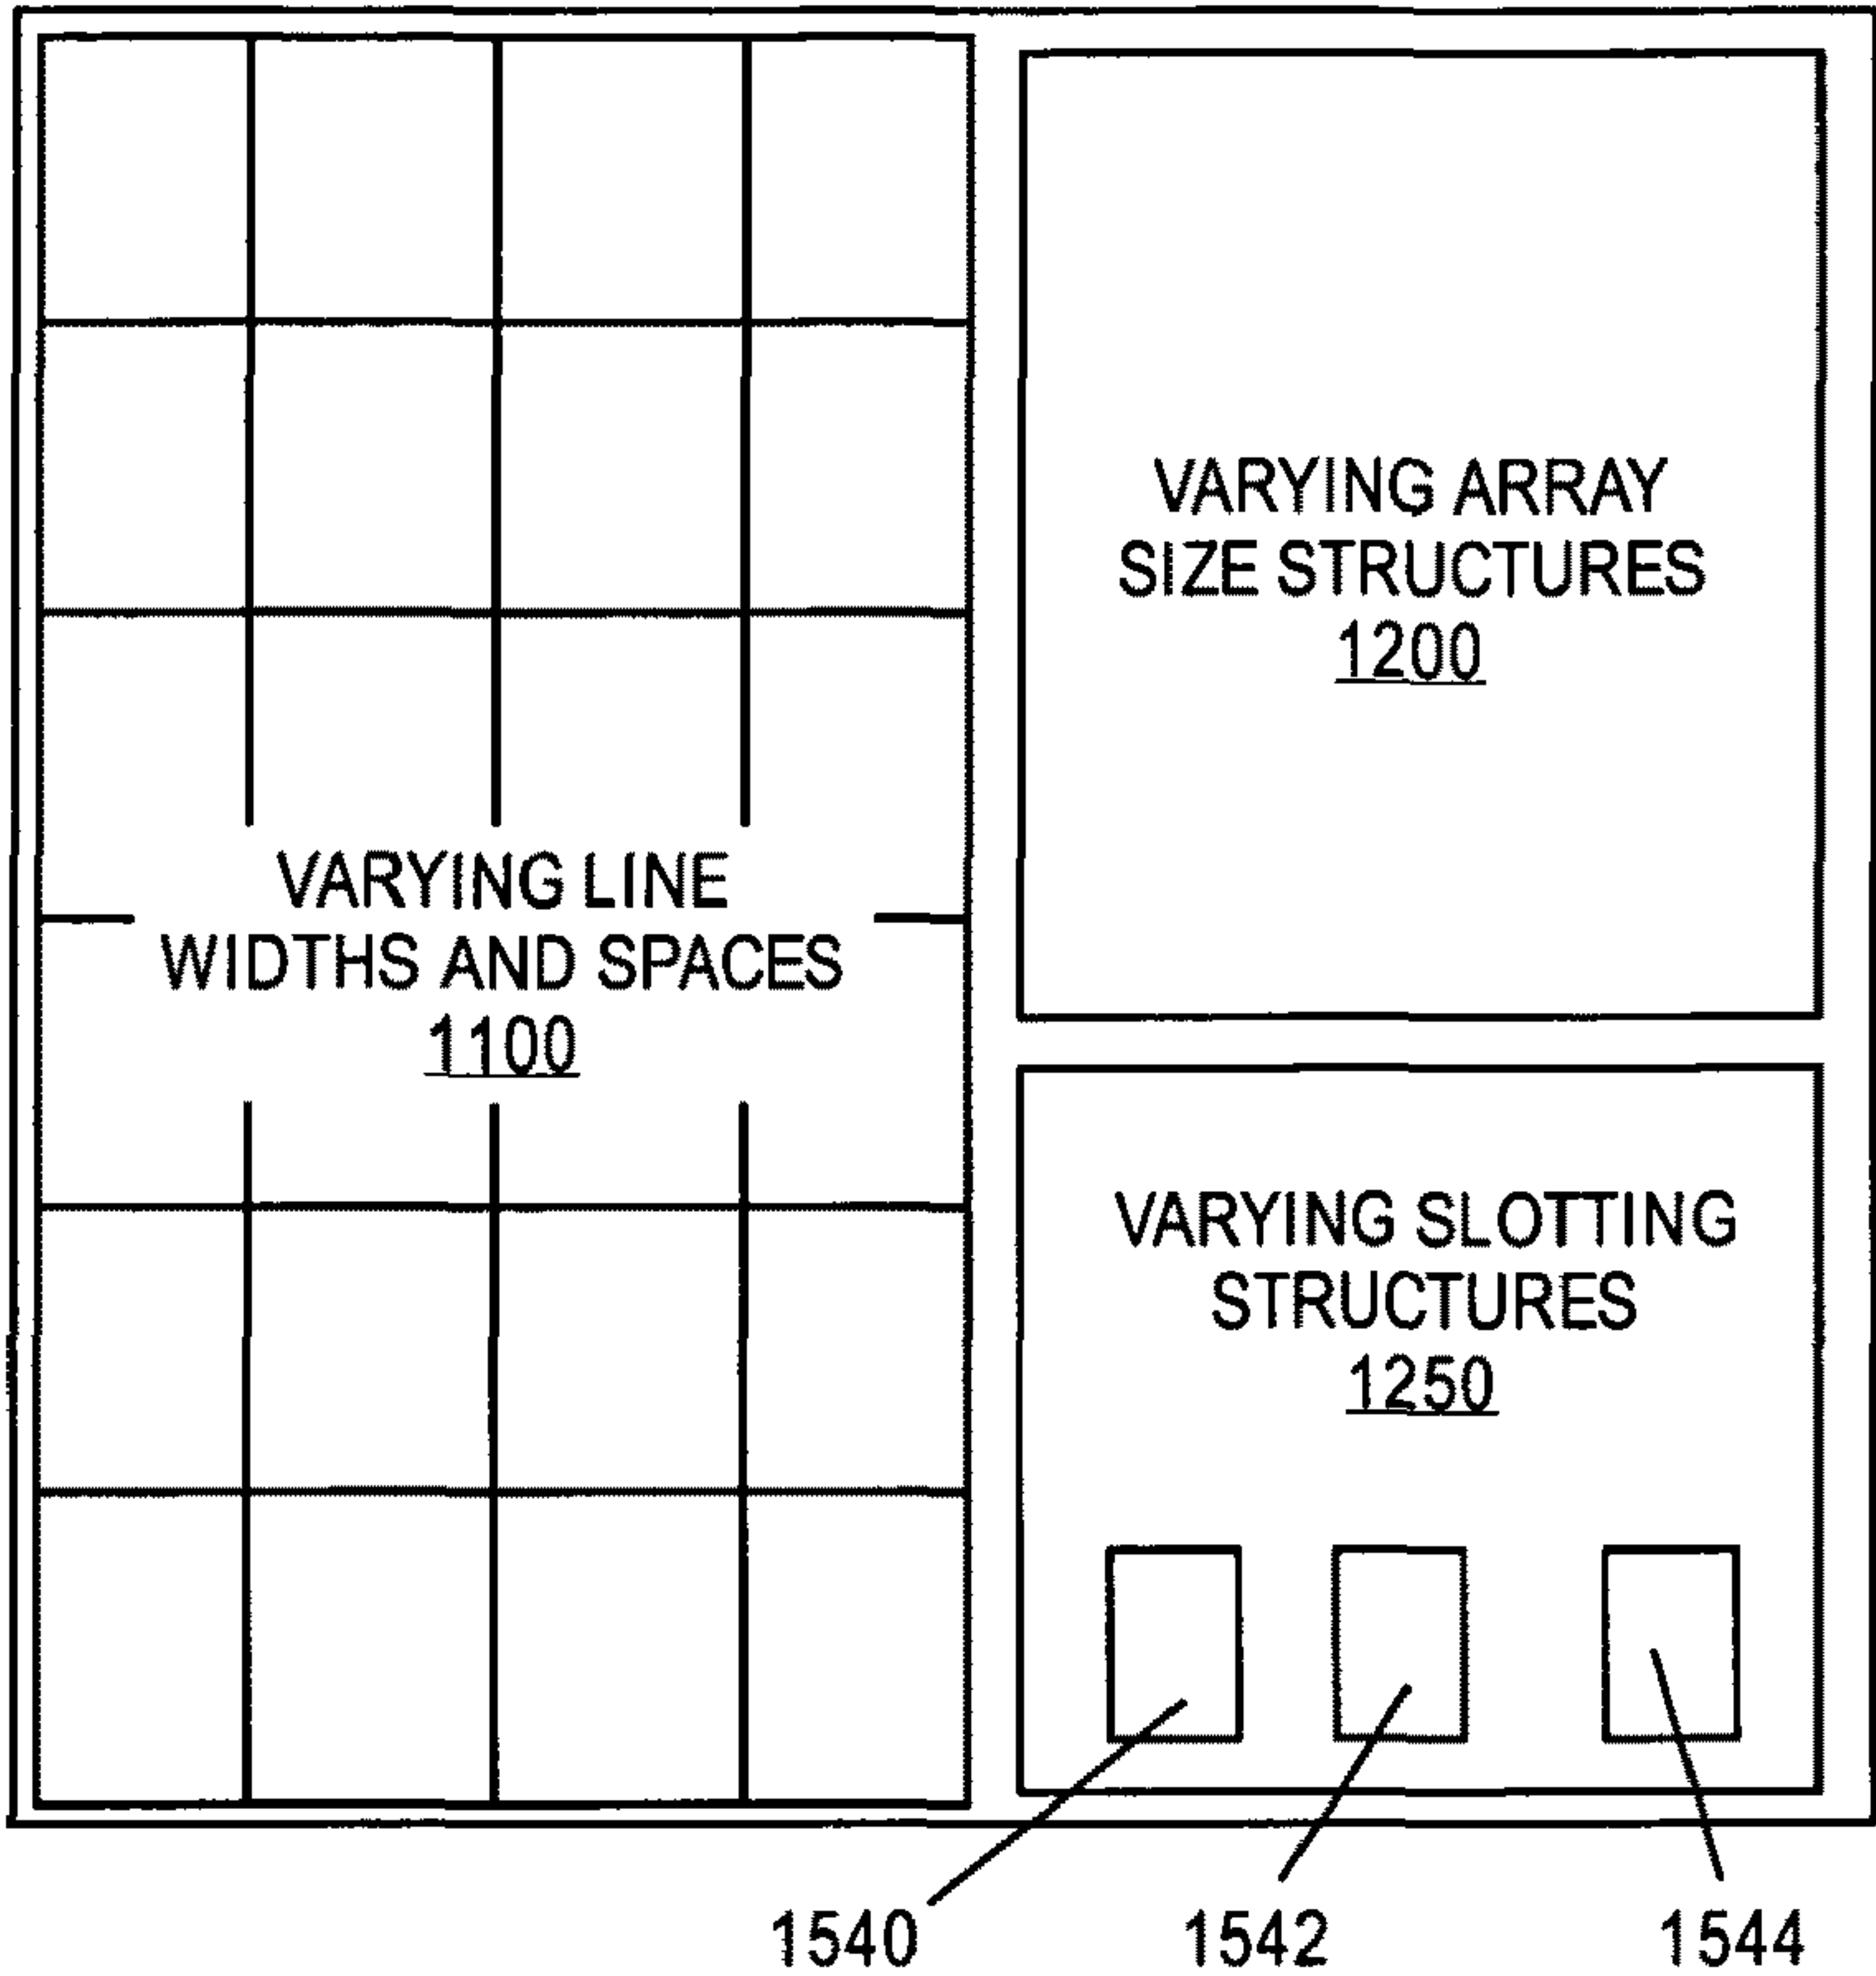 VARYING LINE
WIDTHS AND SPACES
1100
VARYING ARRAY
SIZE STRUCTURES
1200
VARYING SLOTTING
STRUCTURES
1250
1540
1542
1544